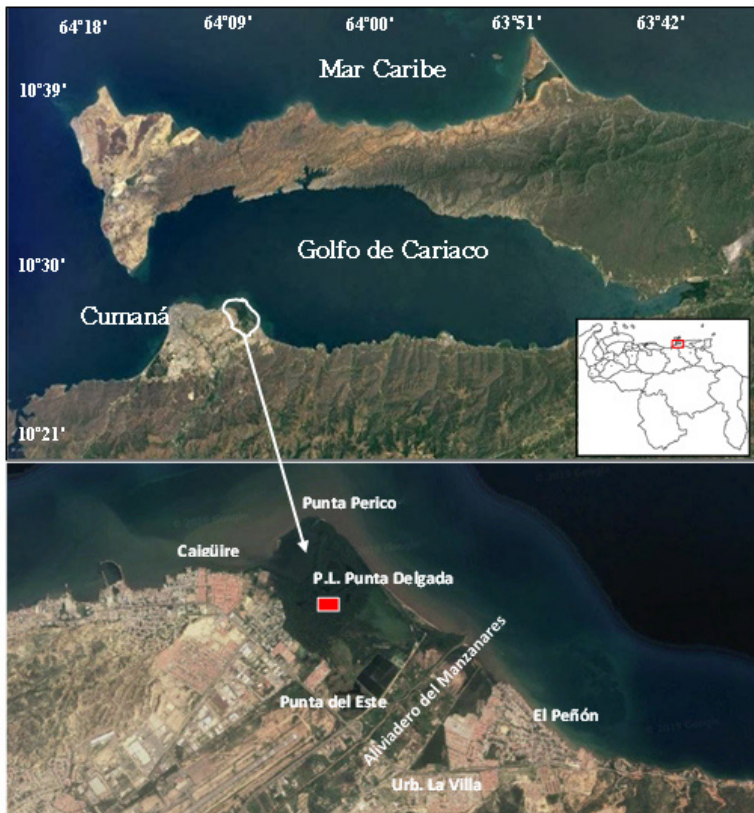 64°18' 64°09' 64°00' 63°51' 63°42'
Mar Caribe
10°39'
Golfo de Cariaco
10°30'
Cumaná
10°21'
Punta Perico
Caigüire
P.L. Punta Delgada
Aliviadero del Manzanares
Punta del Este
El Peñón
Urb. La Villa